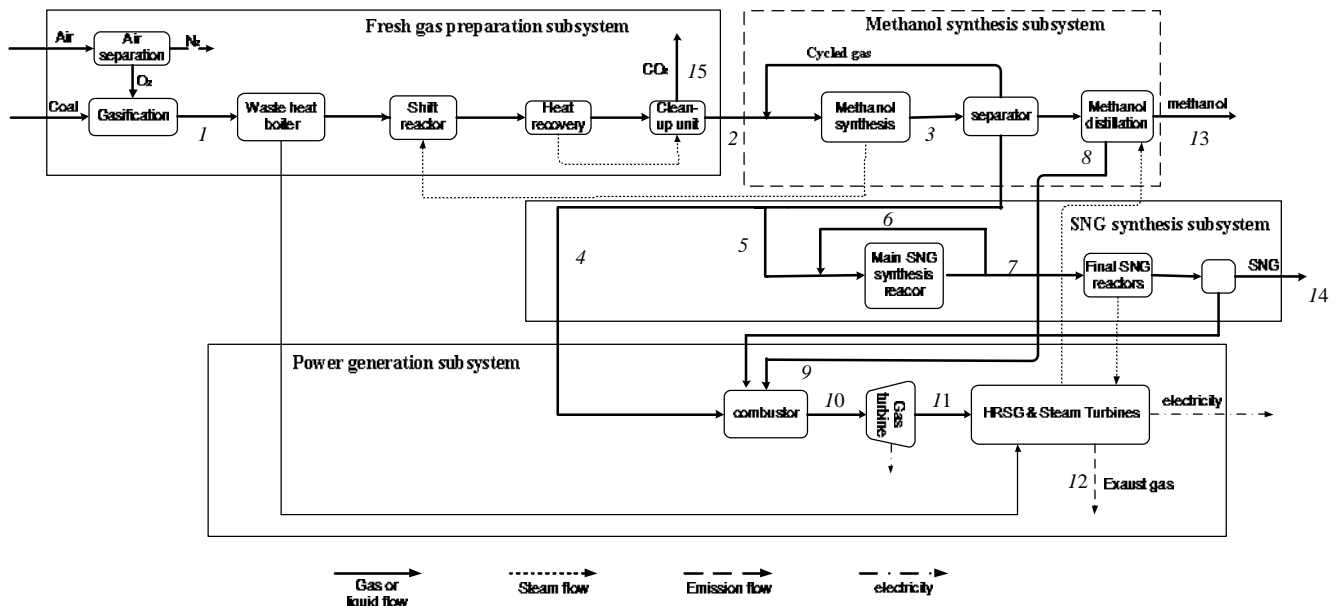 Fresh gas preparation subsystem
Methanol synthesis subsystem
Air
Air
separation
N₂
O₂
Coal
Gasification
1
Waste heat
boiler
Shift
reactor
Heat
recovery
CO₂
15
Clean-
up unit
2
Cycled gas
Methanol
synthesis
3
separator
8
Methanol
distillation
methanol
13
SNG synthesis subsystem
4
5
6
Main SNG
synthesis
reacor
7
Final SNG
reactors
SNG
14
Power generation subsystem
9
combustor
10
Gas
turbine
11
HRSG & Steam Turbines
electricity
12
Exaust gas
Gas or
liquid flow
Steam flow
Emission flow
electricity